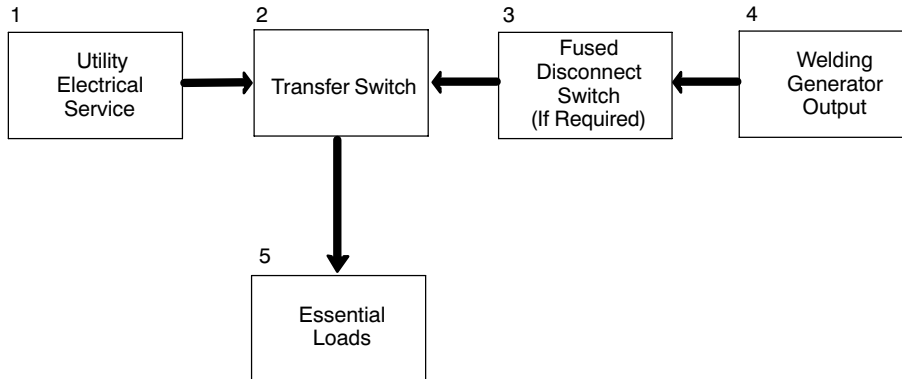 1
Utility
Electrical
Service
2
Transfer Switch
3
Fused
Disconnect
Switch
(If Required)
4
Welding
Generator
Output
5
Essential
Loads